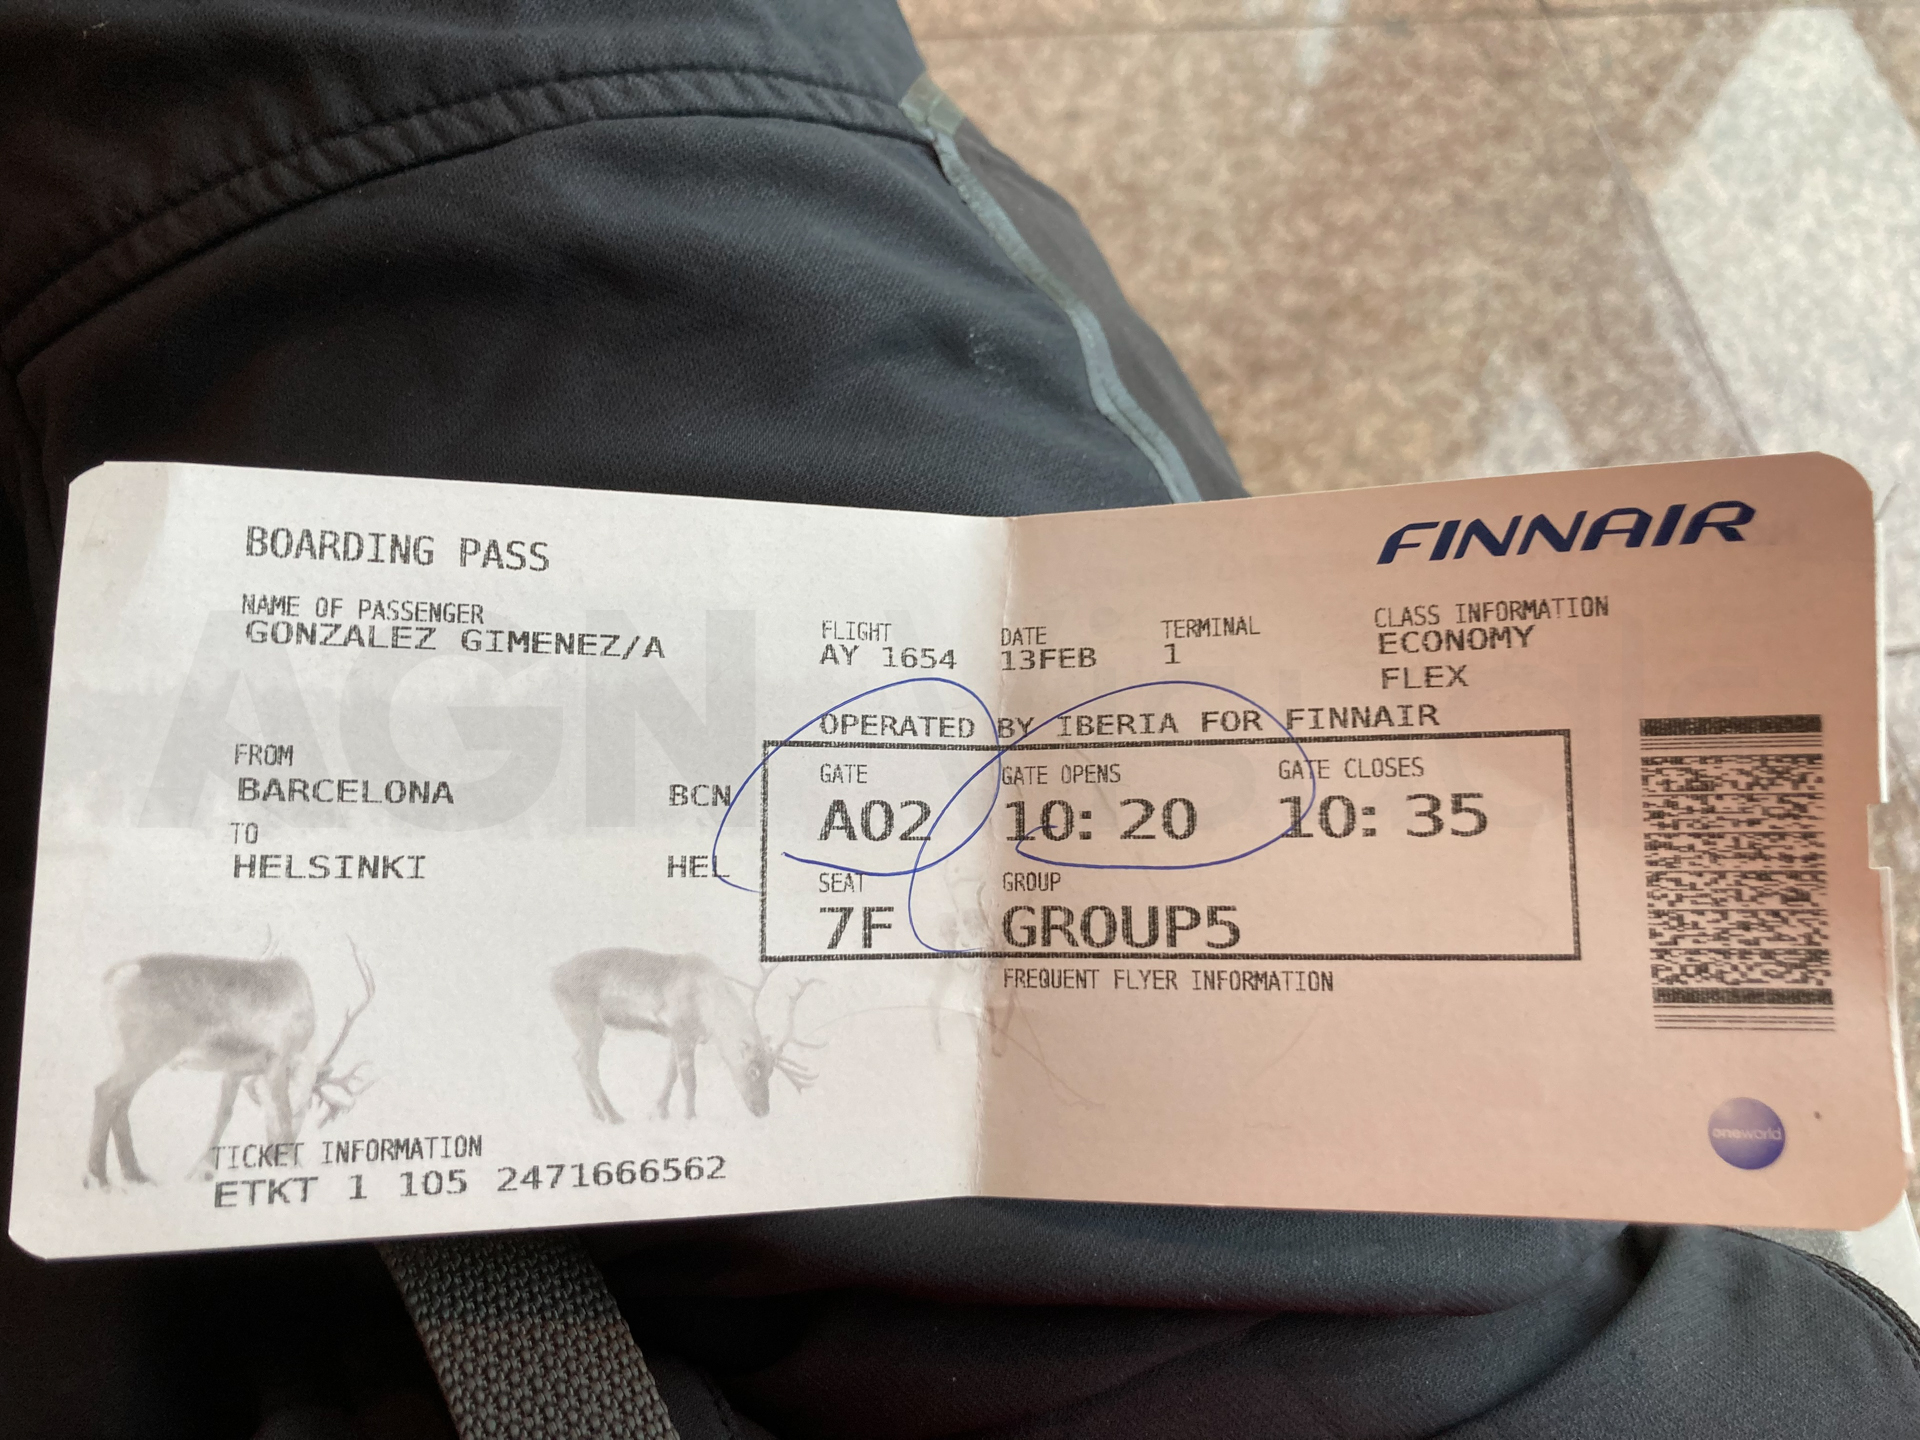 FINNAIR
BOARDING PASS
NAME OF PASSENGER
GONZALEZ GIMENEZ/A
FLIGHT DATE TERMINAL CLASS INFORMATION
AY 1654 13FEB 1 ECONOMY
FLEX
OPERATED BY IBERIA FOR FINNAIR
FROM
BARCELONA BCN
TO
HELSINKI HEL
GATE GATE OPENS GATE CLOSES
A02 10: 20 10: 35
SEAT GROUP
7F GROUP5
FREQUENT FLYER INFORMATION
TICKET INFORMATION
ETKT 1 105 2471666562
oneworld